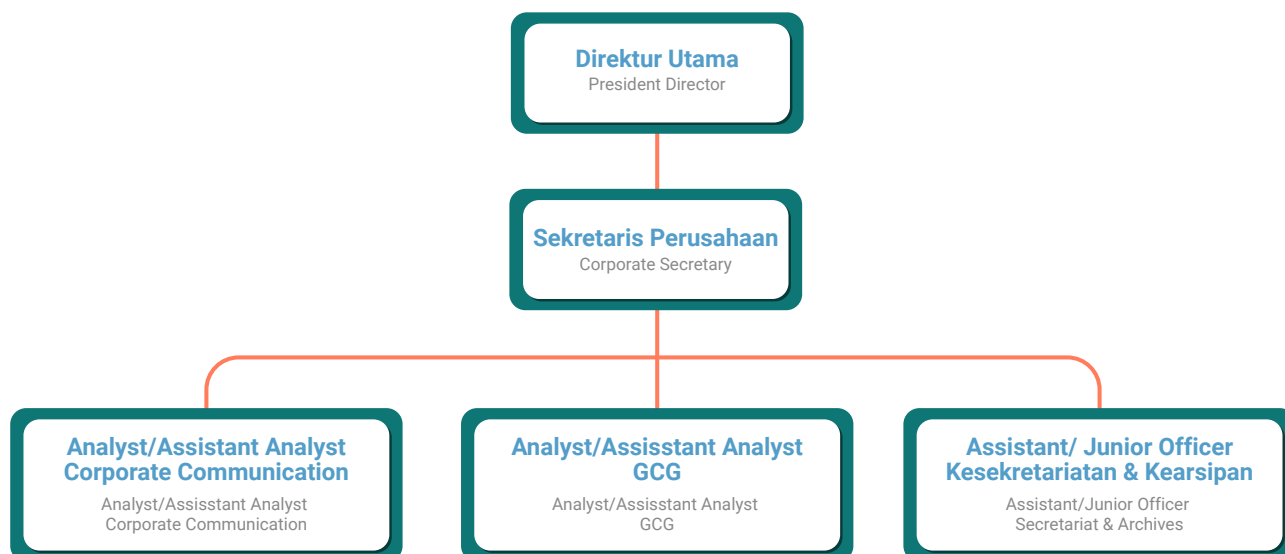 Direktur Utama
President Director
Sekretaris Perusahaan
Corporate Secretary
Analyst/Assistant Analyst
Corporate Communication
Analyst/Assisstant Analyst
Corporate Communication
Analyst/Assisstant Analyst
GCG
Analyst/Assisstant Analyst
GCG
Assistant/ Junior Officer
Kesekretariatan & Kearsipan
Assistant/Junior Officer
Secretariat & Archives